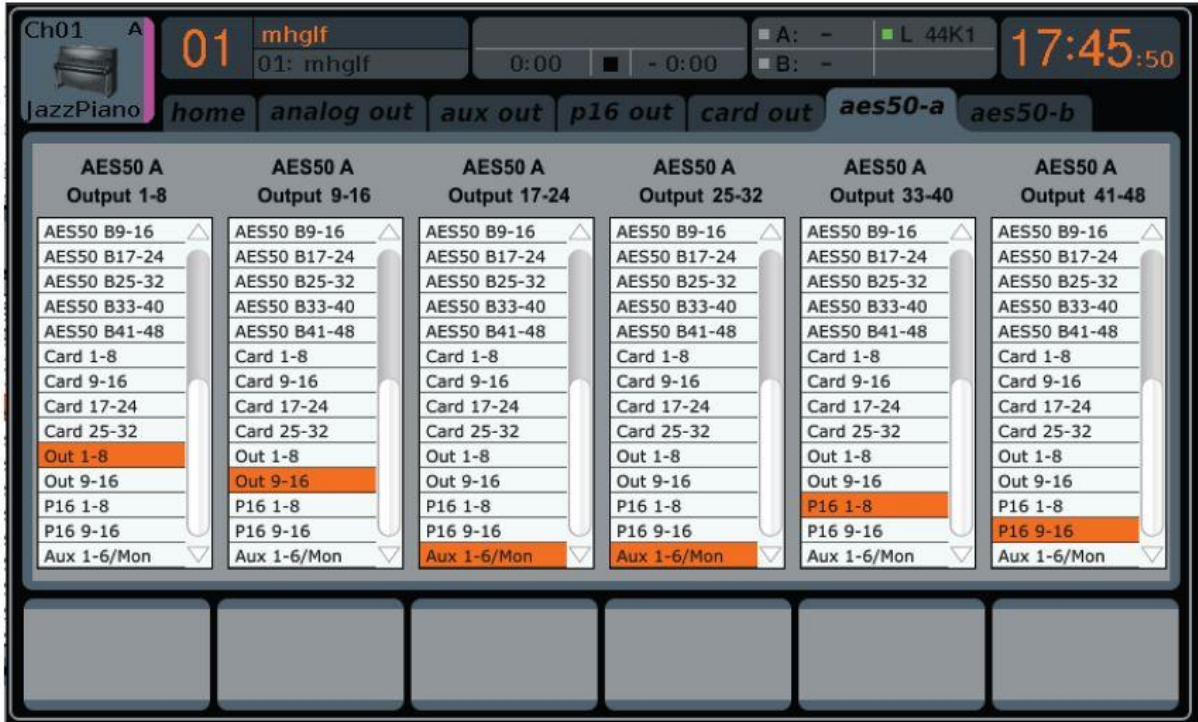 Ch01 A
JazzPiano
01
mhglf
01: mhglf
0:00 - 0:00
A: -
B: -
L 44K1
17:45:50
home analog out aux out p16 out card out aes50-a aes50-b
AES50 A
Output 1-8
AES50 B9-16
AES50 B17-24
AES50 B25-32
AES50 B33-40
AES50 B41-48
Card 1-8
Card 9-16
Card 17-24
Card 25-32
Out 1-8
Out 9-16
P16 1-8
P16 9-16
Aux 1-6/Mon
AES50 A
Output 9-16
AES50 B9-16
AES50 B17-24
AES50 B25-32
AES50 B33-40
AES50 B41-48
Card 1-8
Card 9-16
Card 17-24
Card 25-32
Out 1-8
Out 9-16
P16 1-8
P16 9-16
Aux 1-6/Mon
AES50 A
Output 17-24
AES50 B9-16
AES50 B17-24
AES50 B25-32
AES50 B33-40
AES50 B41-48
Card 1-8
Card 9-16
Card 17-24
Card 25-32
Out 1-8
Out 9-16
P16 1-8
P16 9-16
Aux 1-6/Mon
AES50 A
Output 25-32
AES50 B9-16
AES50 B17-24
AES50 B25-32
AES50 B33-40
AES50 B41-48
Card 1-8
Card 9-16
Card 17-24
Card 25-32
Out 1-8
Out 9-16
P16 1-8
P16 9-16
Aux 1-6/Mon
AES50 A
Output 33-40
AES50 B9-16
AES50 B17-24
AES50 B25-32
AES50 B33-40
AES50 B41-48
Card 1-8
Card 9-16
Card 17-24
Card 25-32
Out 1-8
Out 9-16
P16 1-8
P16 9-16
Aux 1-6/Mon
AES50 A
Output 41-48
AES50 B9-16
AES50 B17-24
AES50 B25-32
AES50 B33-40
AES50 B41-48
Card 1-8
Card 9-16
Card 17-24
Card 25-32
Out 1-8
Out 9-16
P16 1-8
P16 9-16
Aux 1-6/Mon